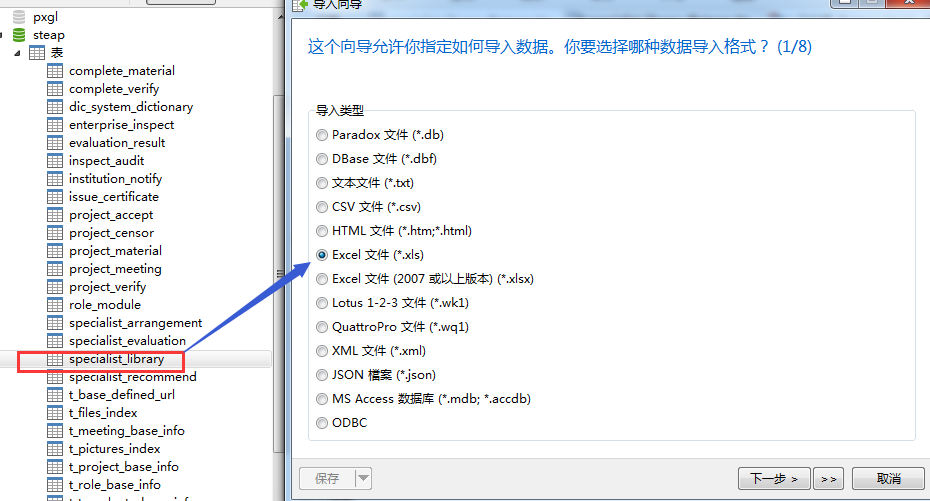 pxgl
steap
表
complete_material
complete_verify
dic_system_dictionary
enterprise_inspect
evaluation_result
inspect_audit
institution_notify
issue_certificate
project_accept
project_censor
project_material
project_meeting
project_verify
role_module
specialist_arrangement
specialist_evaluation
specialist_library
specialist_recommend
t_base_defined_url
t_files_index
t_meeting_base_info
t_pictures_index
t_project_base_info
t_role_base_info
导入向导
这个向导允许你指定如何导入数据。你要选择哪种数据导入格式？ (1/8)
导入类型
Paradox 文件 (*.db)
DBase 文件 (*.dbf)
文本文件 (*.txt)
CSV 文件 (*.csv)
HTML 文件 (*.htm;*.html)
Excel 文件 (*.xls)
Excel 文件 (2007 或以上版本) (*.xlsx)
Lotus 1-2-3 文件 (*.wk1)
QuattroPro 文件 (*.wq1)
XML 文件 (*.xml)
JSON 檔案 (*.json)
MS Access 数据库 (*.mdb; *.accdb)
ODBC
保存
下一步 >
>>
取消